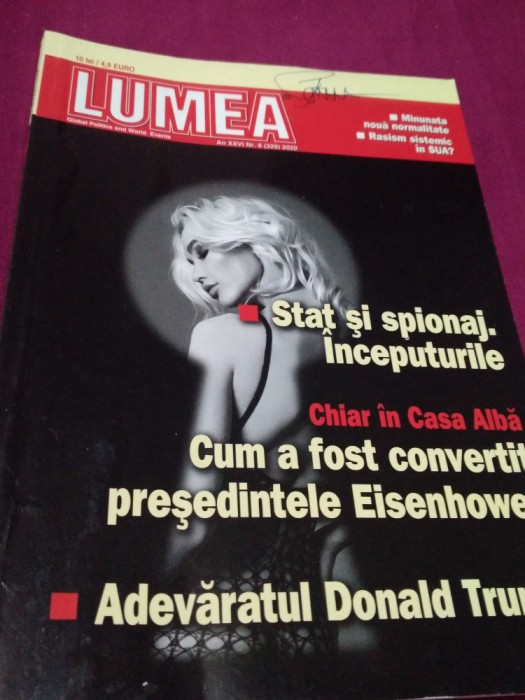 10 lei / 4,9 EURO
LUMEA
Global Politics and World Events
An XXVI Nr. 6 (329) 2020
■ Minunata
nouă normalitate
■ Rasism sistemic
în SUA?
■ Stat şi spionaj.
Începuturile
Chiar în Casa Albă
Cum a fost convertit
preşedintele Eisenhowe
■ Adevăratul Donald Tru